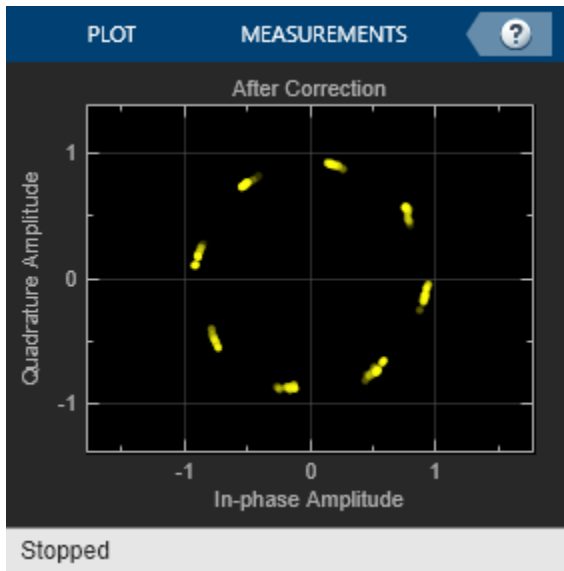 PLOT MEASUREMENTS ?
After Correction
Quadrature Amplitude
1
0
-1
-1 0 1
In-phase Amplitude
Stopped